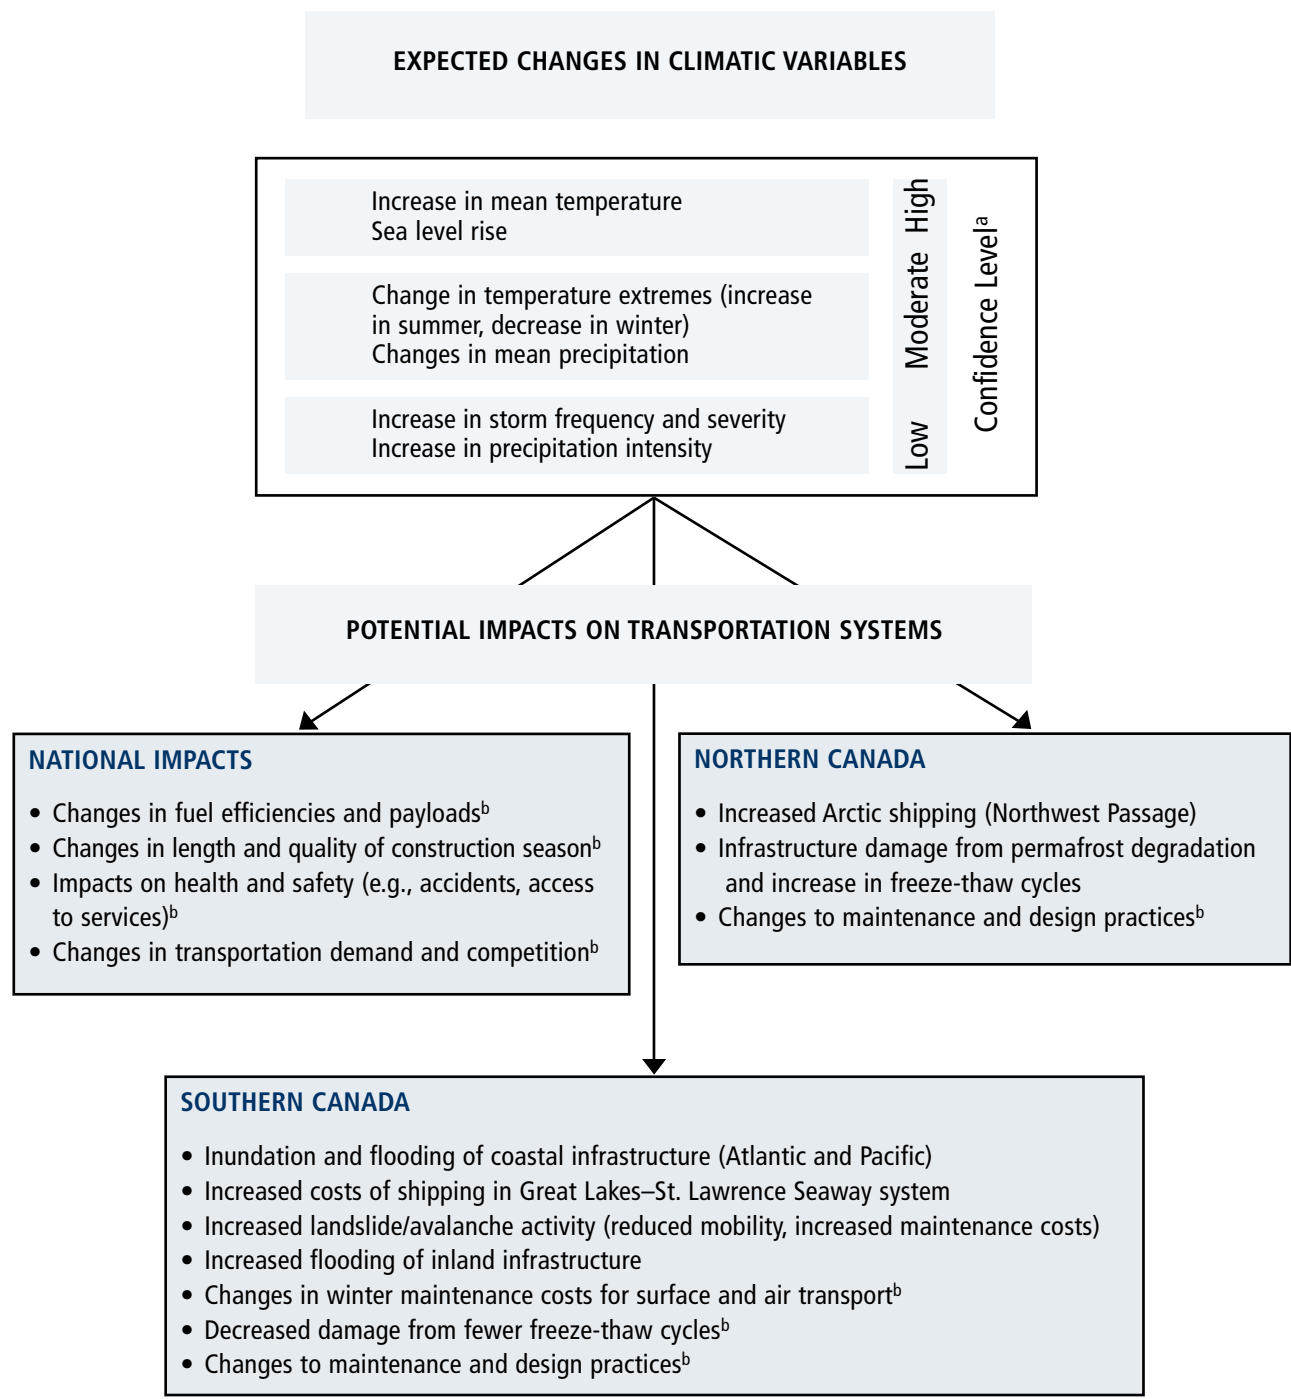 EXPECTED CHANGES IN CLIMATIC VARIABLES
Increase in mean temperature
Sea level rise
Change in temperature extremes (increase
in summer, decrease in winter)
Changes in mean precipitation
Increase in storm frequency and severity
Increase in precipitation intensity
High
Moderate
Low
Confidence Levelᵃ
POTENTIAL IMPACTS ON TRANSPORTATION SYSTEMS
NATIONAL IMPACTS
• Changes in fuel efficiencies and payloadsᵇ
• Changes in length and quality of construction seasonᵇ
• Impacts on health and safety (e.g., accidents, access
to services)ᵇ
• Changes in transportation demand and competitionᵇ
NORTHERN CANADA
• Increased Arctic shipping (Northwest Passage)
• Infrastructure damage from permafrost degradation
and increase in freeze-thaw cycles
• Changes to maintenance and design practicesᵇ
SOUTHERN CANADA
• Inundation and flooding of coastal infrastructure (Atlantic and Pacific)
• Increased costs of shipping in Great Lakes–St. Lawrence Seaway system
• Increased landslide/avalanche activity (reduced mobility, increased maintenance costs)
• Increased flooding of inland infrastructure
• Changes in winter maintenance costs for surface and air transportᵇ
• Decreased damage from fewer freeze-thaw cyclesᵇ
• Changes to maintenance and design practicesᵇ